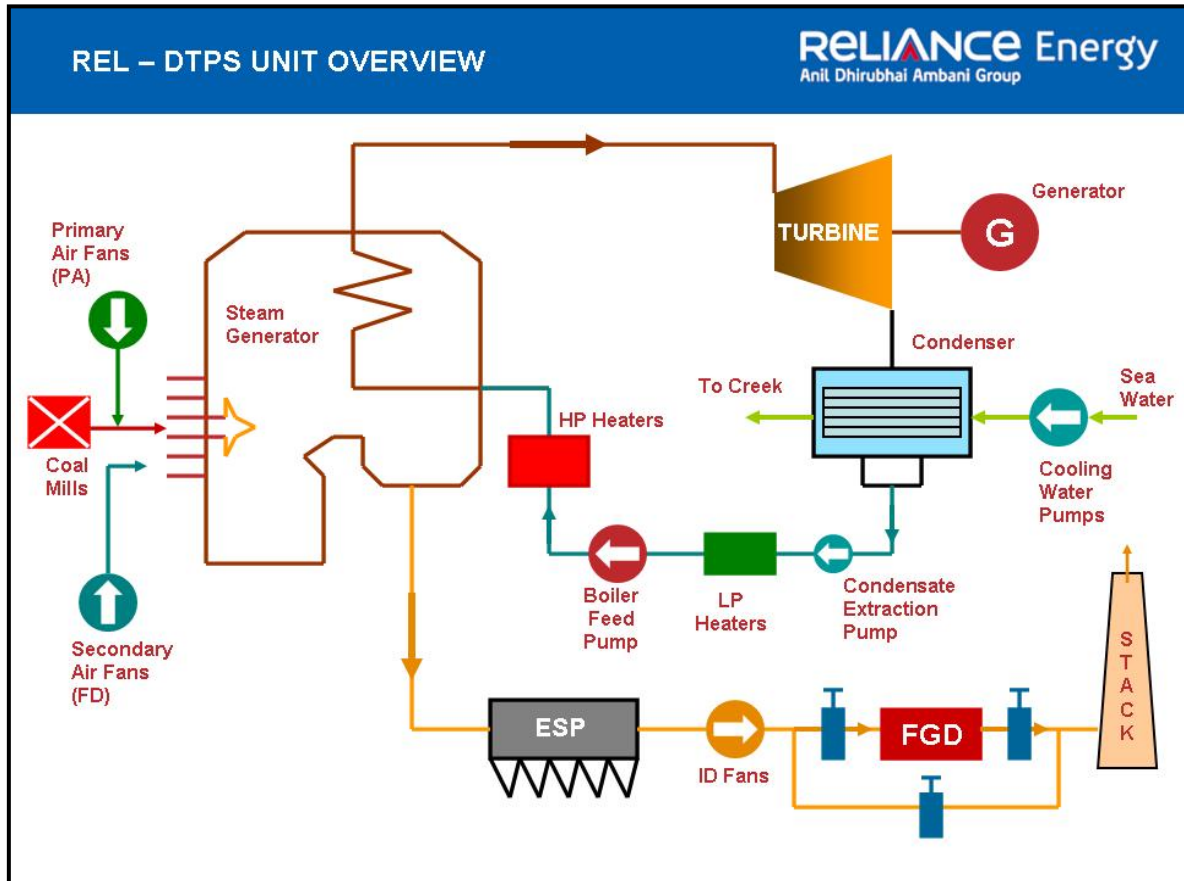 REL – DTPS UNIT OVERVIEW
RELIANCE Energy
Anil Dhirubhai Ambani Group
Primary
Air Fans
(PA)
Steam
Generator
TURBINE
G
Generator
Condenser
To Creek
Sea
Water
Coal
Mills
HP Heaters
Cooling
Water
Pumps
Secondary
Air Fans
(FD)
Boiler
Feed
Pump
LP
Heaters
Condensate
Extraction
Pump
ESP
ID Fans
FGD
STACK